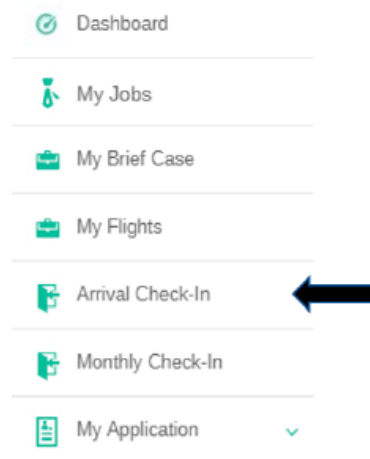 Dashboard
My Jobs
My Brief Case
My Flights
Arrival Check-In
Monthly Check-In
My Application